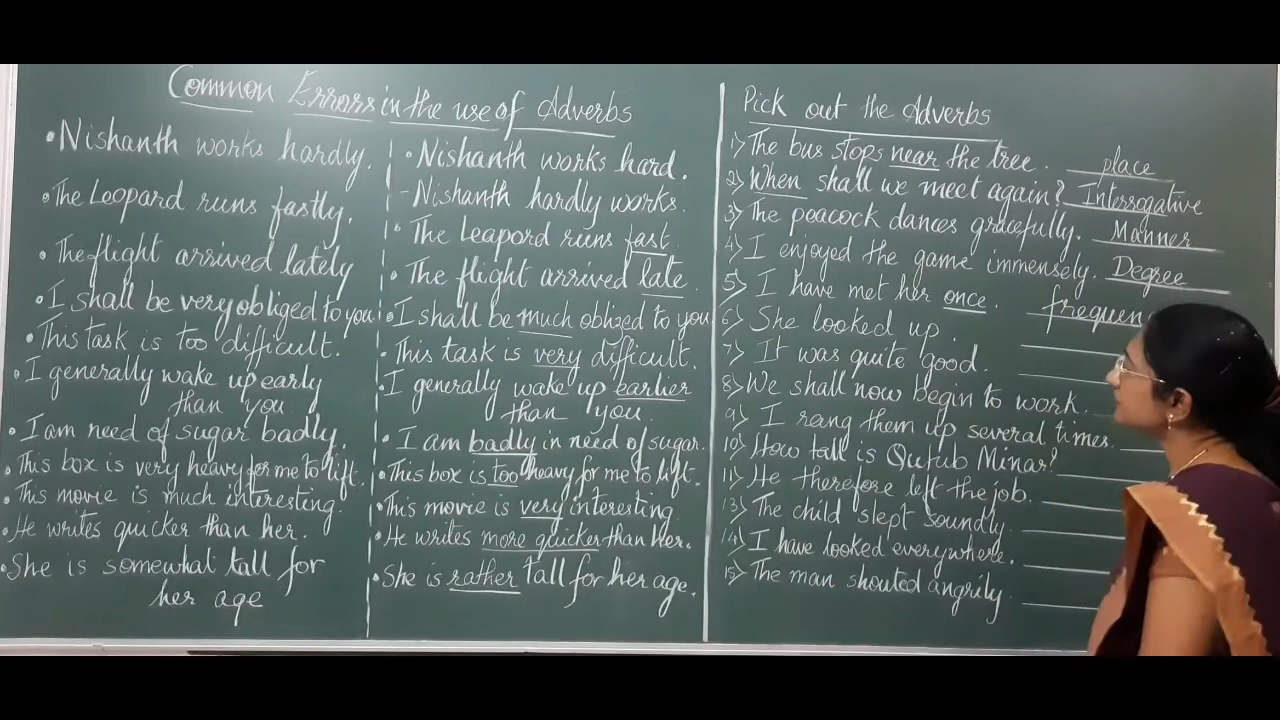 Common Errors in the use of Adverbs
• Nishanth works hardly.
• The Leopard runs fastly.
• The flight arrived lately
• I shall be very obliged to you
• This task is too difficult.
• I generally wake up early
than you
• I am need of sugar badly.
• This box is very heavy for me to lift.
• This movie is much interesting.
• He writes quicker than her.
• She is somewhat tall for
her age
• Nishanth works hard.
- Nishanth hardly works.
• The Leapord runs fast.
• The flight arrived late.
• I shall be much oblized to you
• This task is very difficult.
• I generally wake up earlier
than you.
• I am badly in need of sugar.
• This box is too heavy for me to lift.
• This movie is very interesting
• He writes more quicker than Her.
• She is rather tall for her age.
Pick out the Adverbs
1) The bus stops near the tree. place
2) When shall we meet again? Interrogative
3) The peacock dances gracefully. Manner
4) I enjoyed the game immensely. Degree
5) I have met her once. frequen
6) She looked up.
7) It was quite good.
8) We shall now begin to work.
9) I rang them up several times.
10) How tall is Qutub Minar?
11) He therefore left the job.
13) The child slept soundly.
14) I have looked everywhere.
15) The man shouted angrily.